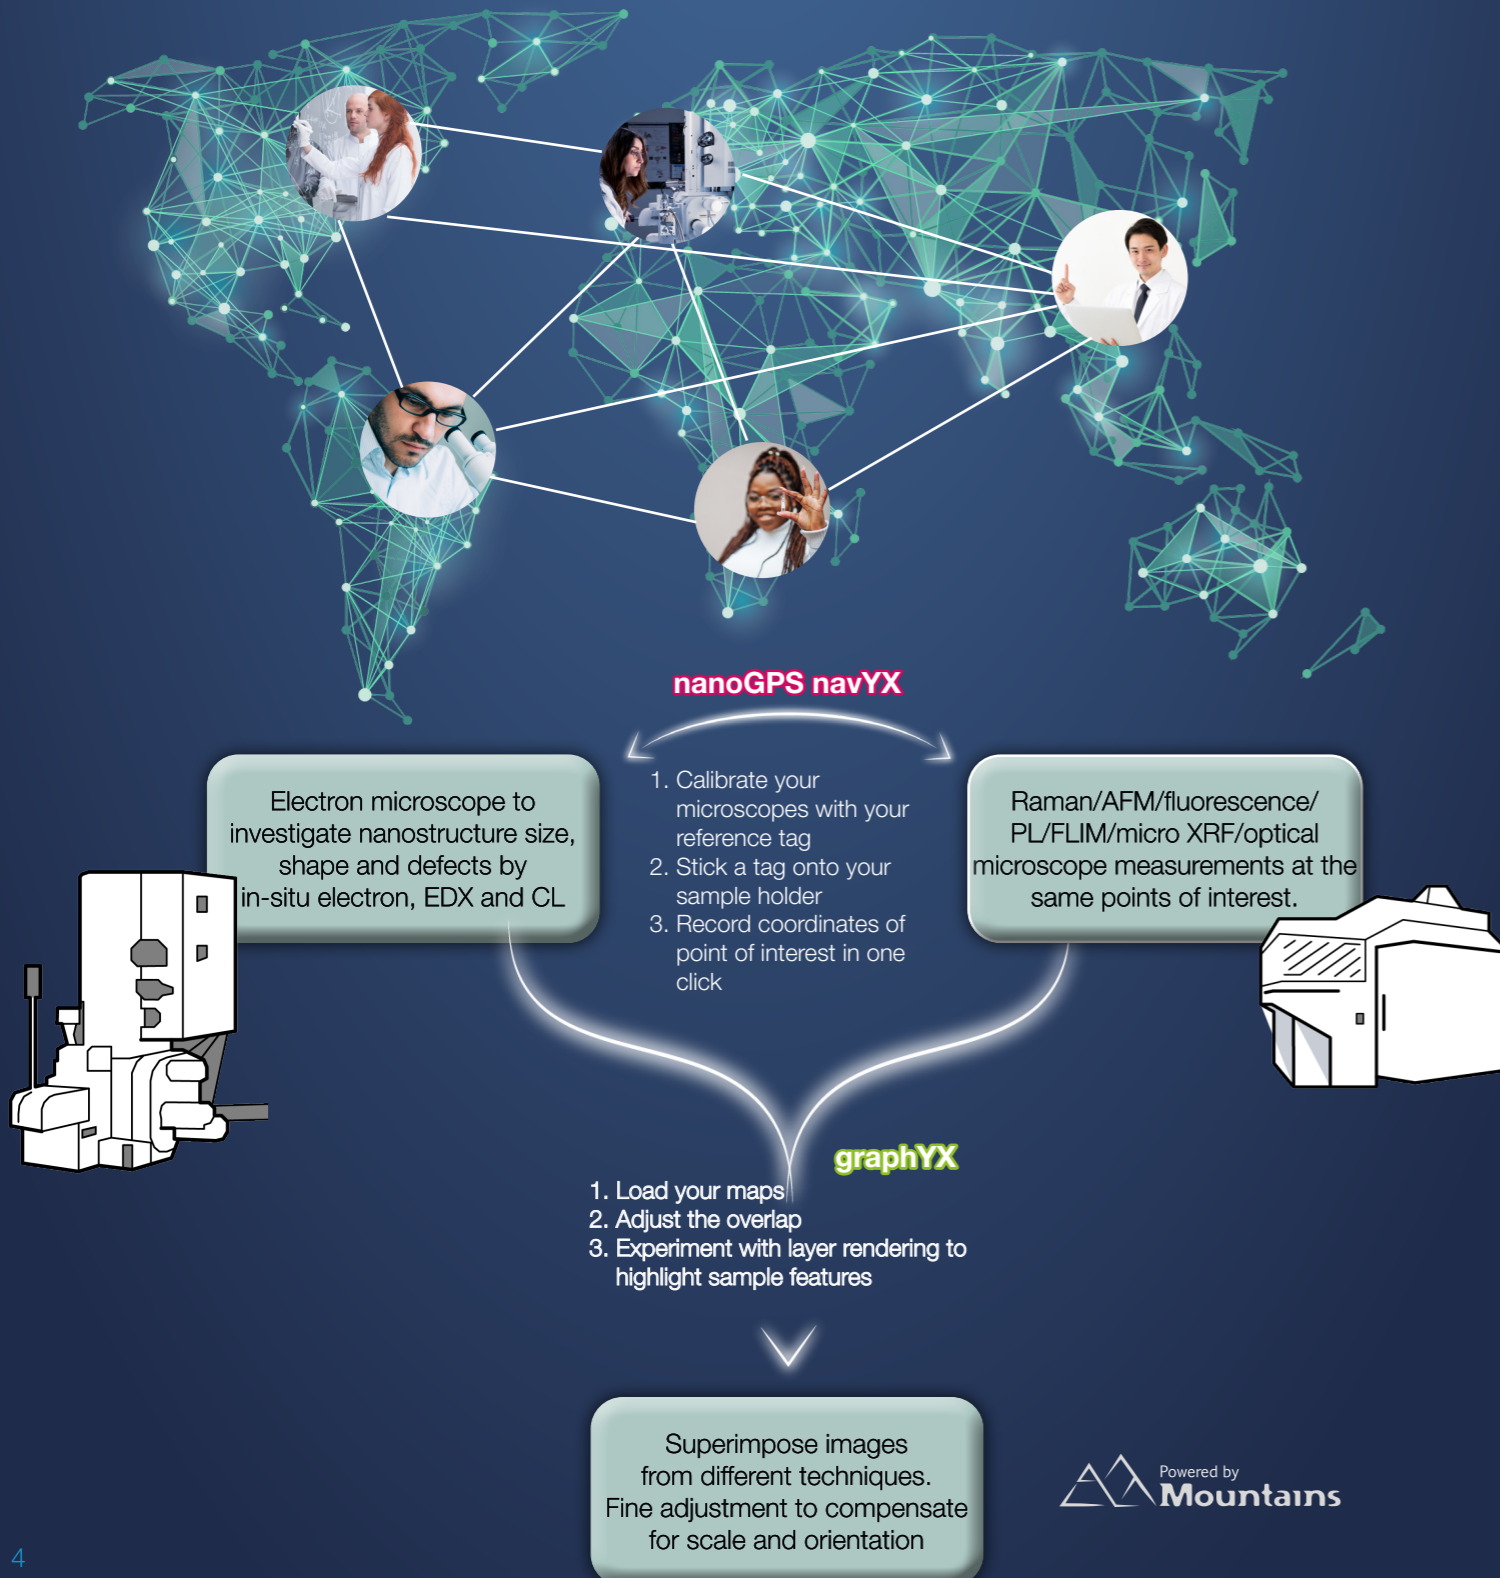 nanoGPS navYX
Electron microscope to
investigate nanostructure size,
shape and defects by
in-situ electron, EDX and CL
1. Calibrate your
microscopes with your
reference tag
2. Stick a tag onto your
sample holder
3. Record coordinates of
point of interest in one
click
Raman/AFM/fluorescence/
PL/FLIM/micro XRF/optical
microscope measurements at the
same points of interest.
graphYX
1. Load your maps
2. Adjust the overlap
3. Experiment with layer rendering to
highlight sample features
Superimpose images
from different techniques.
Fine adjustment to compensate
for scale and orientation
Powered by
Mountains
4